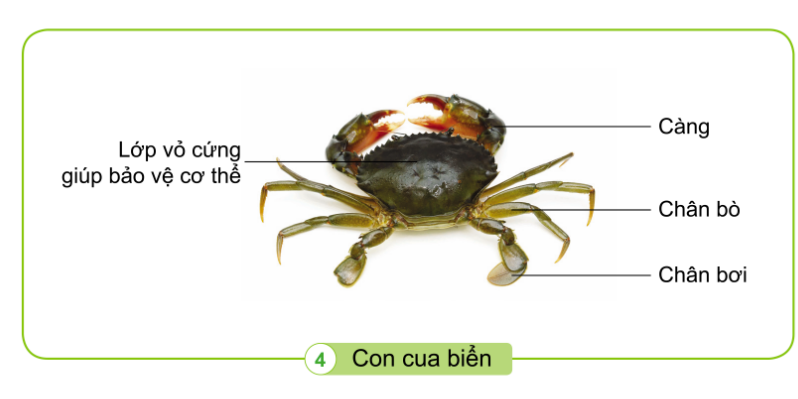 Lớp vỏ cứng
giúp bảo vệ cơ thể
Càng
Chân bò
Chân bơi
4 Con cua biển